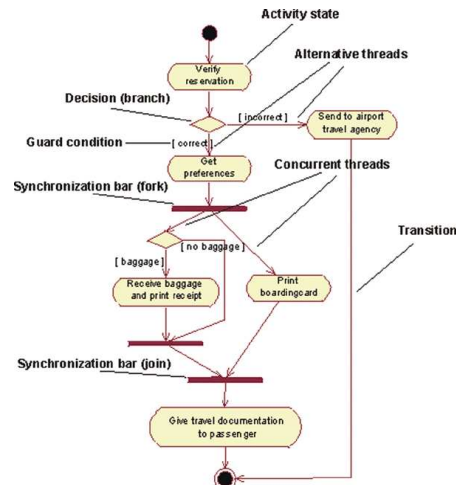 Activity state
Verify
reservation
Alternative threads
Decision (branch)
[ incorrect ]
Send to airport
travel agency
Guard condition
[ correct ]
Get
preferences
Concurrent threads
Synchronization bar (fork)
Transition
[ no baggage ]
[ baggage ]
Receive baggage
and print receipt
Print
boardingcard
Synchronization bar (join)
Give travel documentation
to passenger